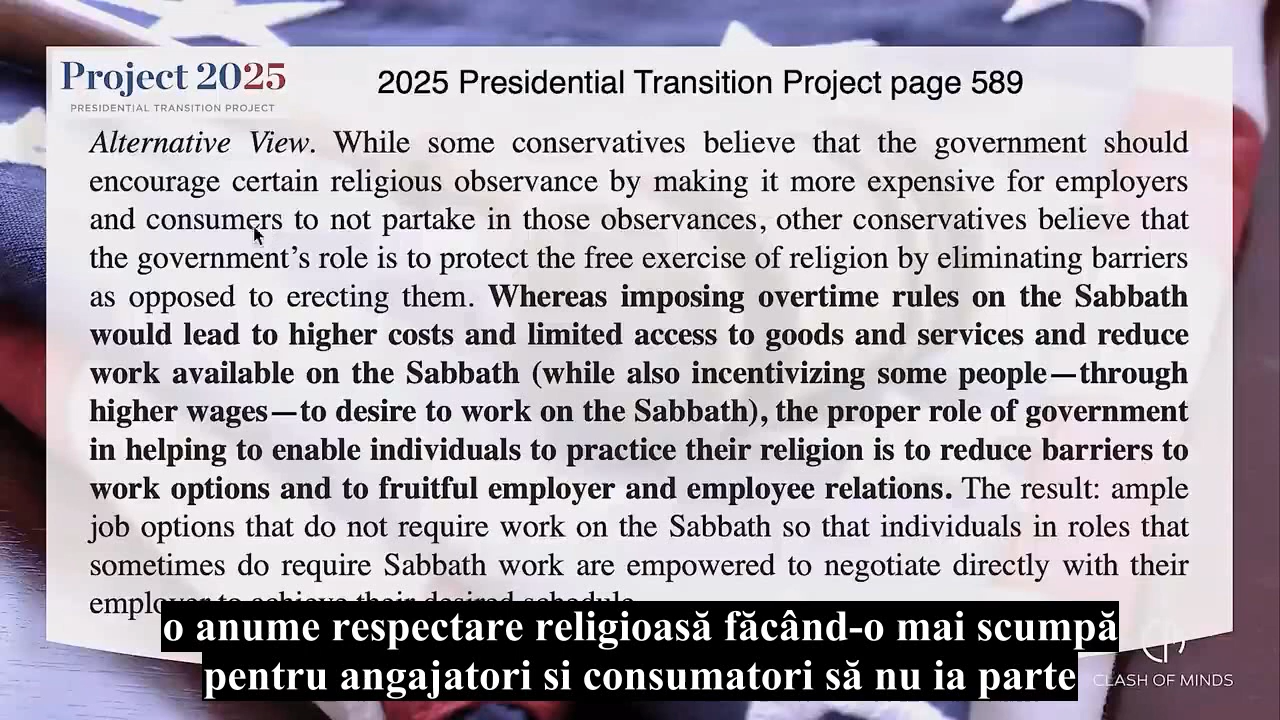 Project 2025
PRESIDENTIAL TRANSITION PROJECT
2025 Presidential Transition Project page 589
Alternative View. While some conservatives believe that the government should
encourage certain religious observance by making it more expensive for employers
and consumers to not partake in those observances, other conservatives believe that
the government’s role is to protect the free exercise of religion by eliminating barriers
as opposed to erecting them. Whereas imposing overtime rules on the Sabbath
would lead to higher costs and limited access to goods and services and reduce
work available on the Sabbath (while also incentivizing some people—through
higher wages—to desire to work on the Sabbath), the proper role of government
in helping to enable individuals to practice their religion is to reduce barriers to
work options and to fruitful employer and employee relations. The result: ample
job options that do not require work on the Sabbath so that individuals in roles that
sometimes do require Sabbath work are empowered to negotiate directly with their
employer to achieve their desired schedule.
o anume respectare religioasă făcând-o mai scumpă
pentru angajatori si consumatori să nu ia parte
CLASH OF MINDS